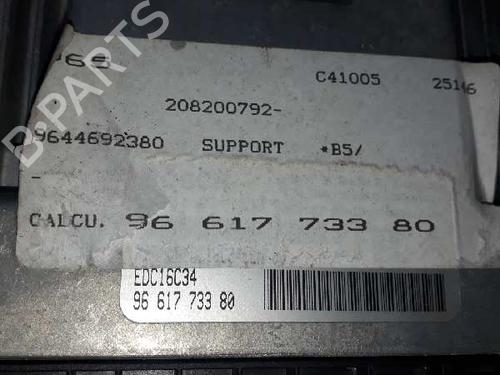 C41005 25146
208200792-
9644692380 SUPPORT *B5/
-
CALCU. 96 617 733 80
EDC16C34
96 617 733 80
B-PARTS